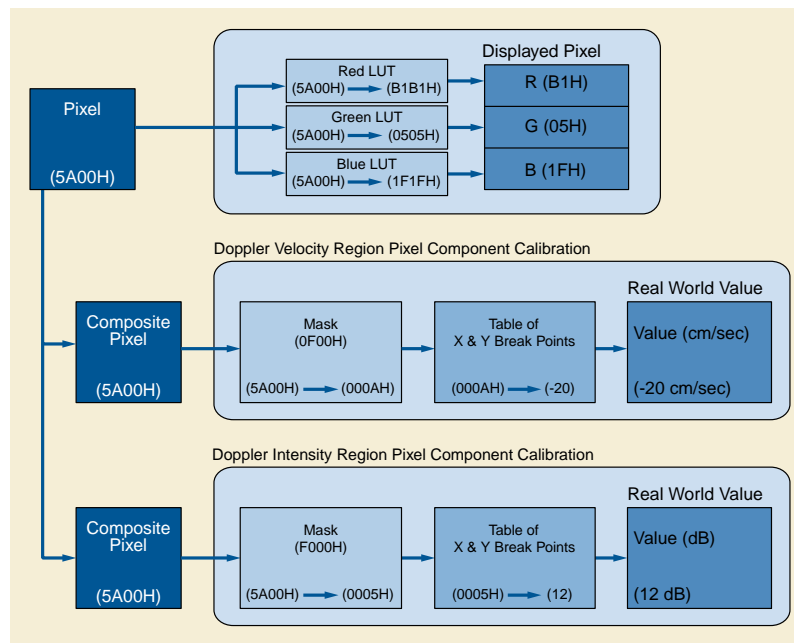 Pixel
(5A00H)
Red LUT
(5A00H) (B1B1H)
Green LUT
(5A00H) (0505H)
Blue LUT
(5A00H) (1F1FH)
Displayed Pixel
R (B1H)
G (05H)
B (1FH)
Doppler Velocity Region Pixel Component Calibration
Composite
Pixel
(5A00H)
Mask
(0F00H)
(5A00H) (000AH)
Table of
X & Y Break Points
(000AH) (-20)
Real World Value
Value (cm/sec)
(-20 cm/sec)
Doppler Intensity Region Pixel Component Calibration
Composite
Pixel
(5A00H)
Mask
(F000H)
(5A00H) (0005H)
Table of
X & Y Break Points
(0005H) (12)
Real World Value
Value (dB)
(12 dB)